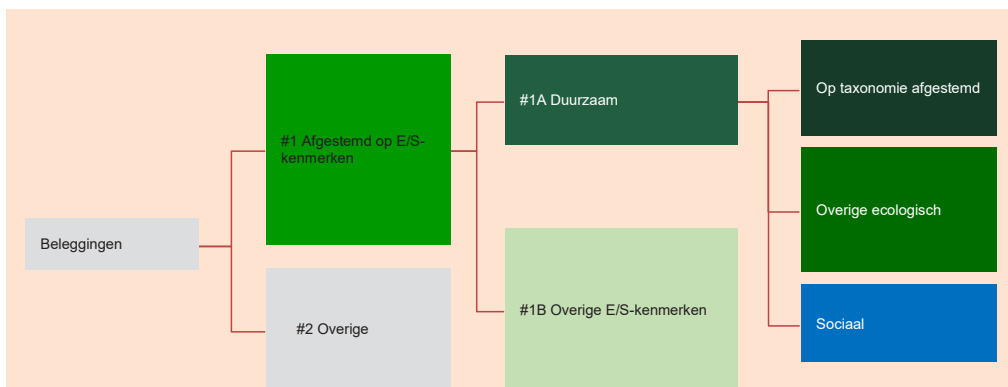 Beleggingen
#1 Afgestemd op E/S-
kenmerken
#2 Overige
#1A Duurzaam
#1B Overige E/S-kenmerken
Op taxonomie afgestemd
Overige ecologisch
Sociaal